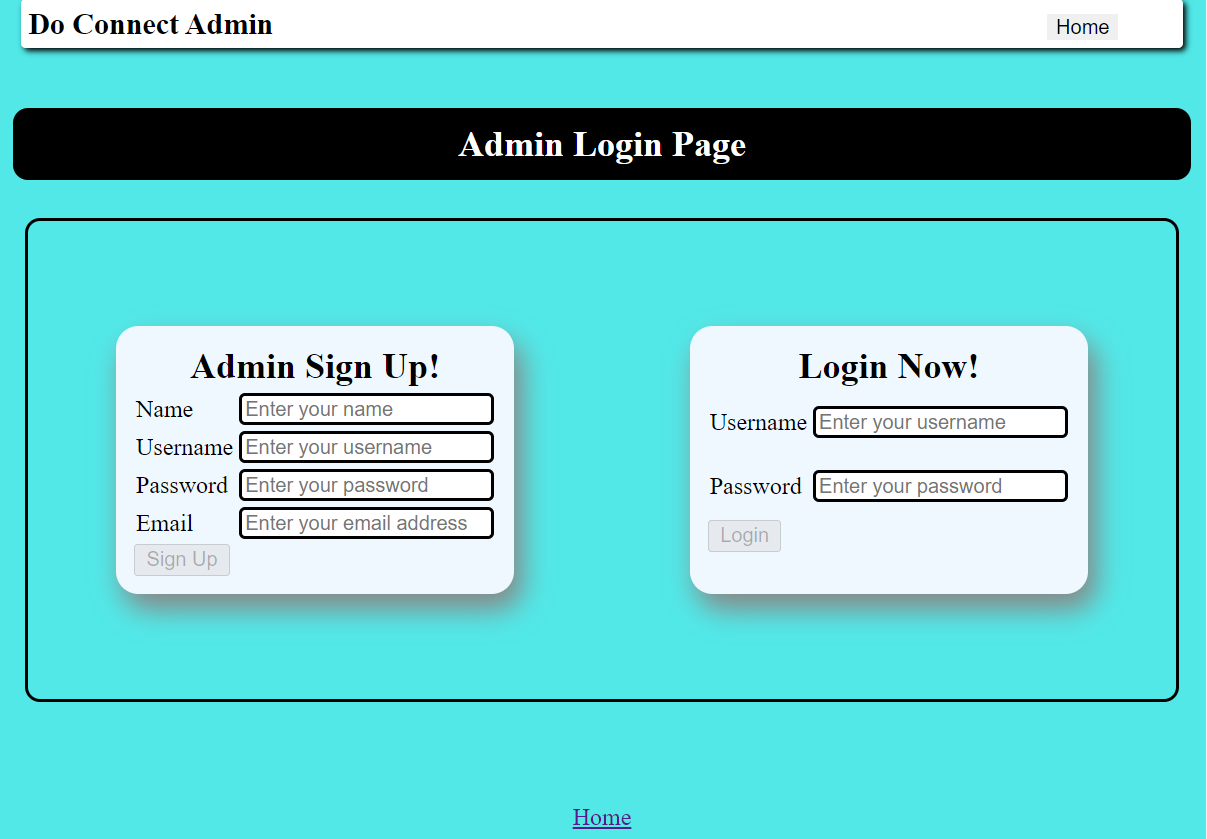 Do Connect Admin
Home
Admin Login Page
Admin Sign Up!
Name Enter your name
Username Enter your username
Password Enter your password
Email Enter your email address
Sign Up
Login Now!
Username Enter your username
Password Enter your password
Login
Home